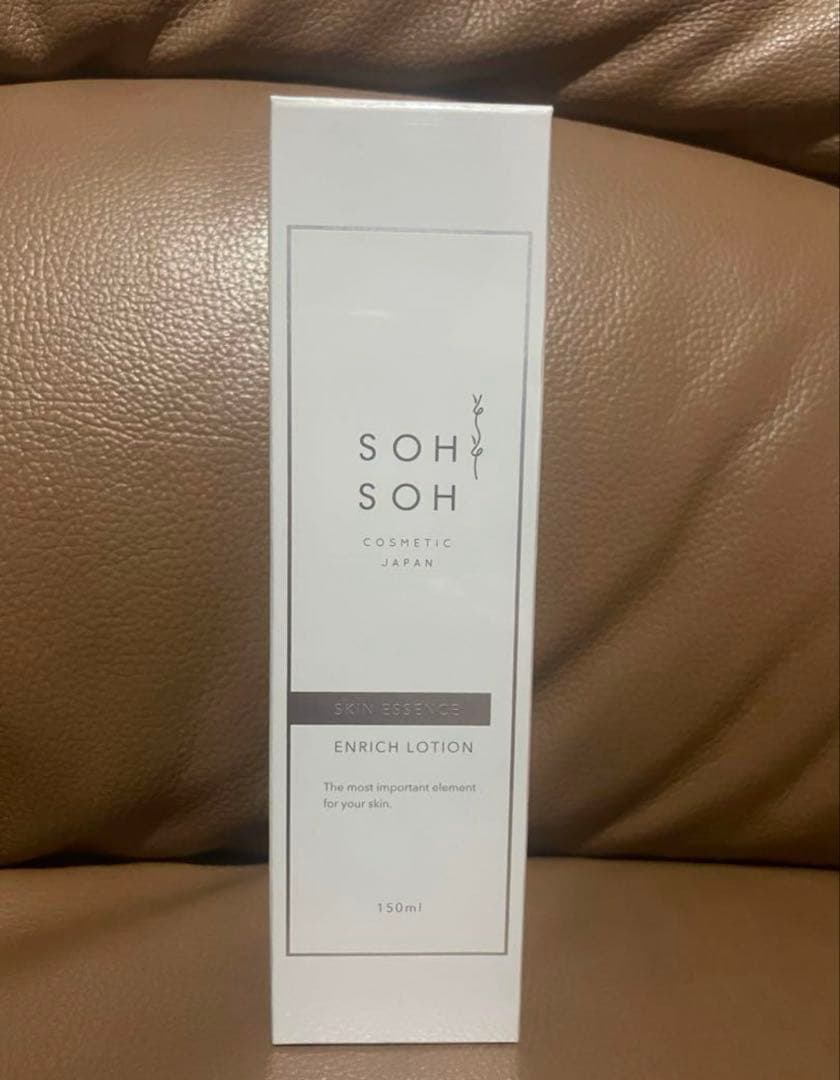 SOH
SOH
COSMETIC
JAPAN
SKIN ESSENCE
ENRICH LOTION
The most important element
for your skin.
150ml